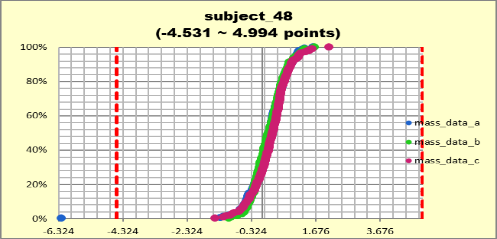 subject_48
(-4.531 ~ 4.994 points)
100%
80%
60%
40%
20%
0%
mass_data_a
mass_data_b
mass_data_c
-6.324 -4.324 -2.324 -0.324 1.676 3.676